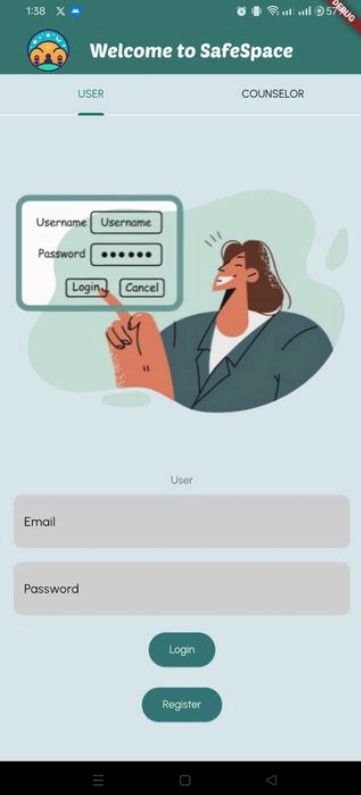 1:38
57
DEBUG
Welcome to SafeSpace
USER COUNSELOR
Username Username
Password ●●●●●●
Login Cancel
User
Email
Password
Login
Register